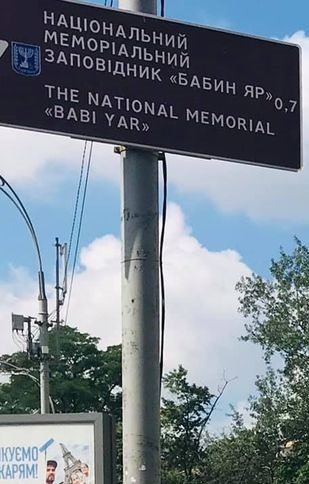 НАЦІОНАЛЬНИЙ
МЕМОРІАЛЬНИЙ
ЗАПОВІДНИК «БАБИН ЯР» 0,7
THE NATIONAL MEMORIAL
«BABI YAR»